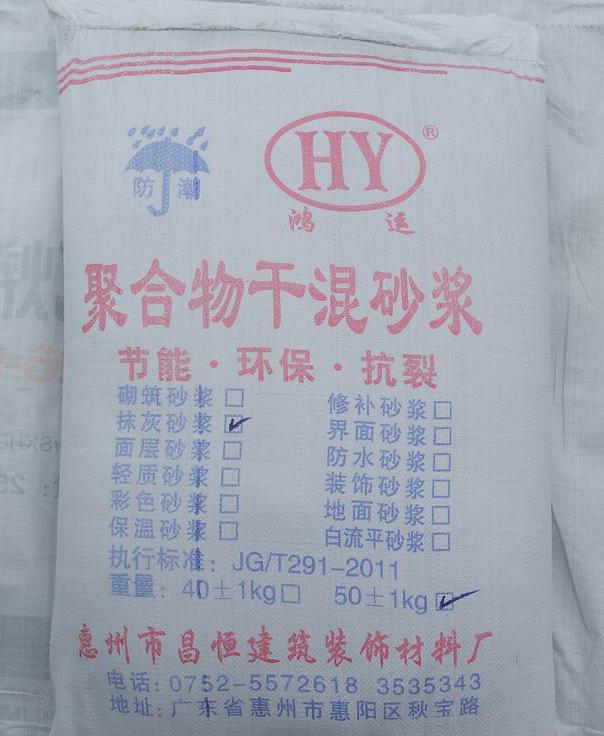 防潮
HY®
鸿运
聚合物干混砂浆
节能·环保·抗裂
砌筑砂浆□
抹灰砂浆☑
面层砂浆□
轻质砂浆□
彩色砂浆□
保温砂浆□
修补砂浆□
界面砂浆□
防水砂浆□
装饰砂浆□
地面砂浆□
白流平砂浆□
执行标准：JG/T291-2011
重量：40±1kg□ 50±1kg☑
惠州市昌恒建筑装饰材料厂
电话：0752-5572618 3535343
地址：广东省惠州市惠阳区秋宝路